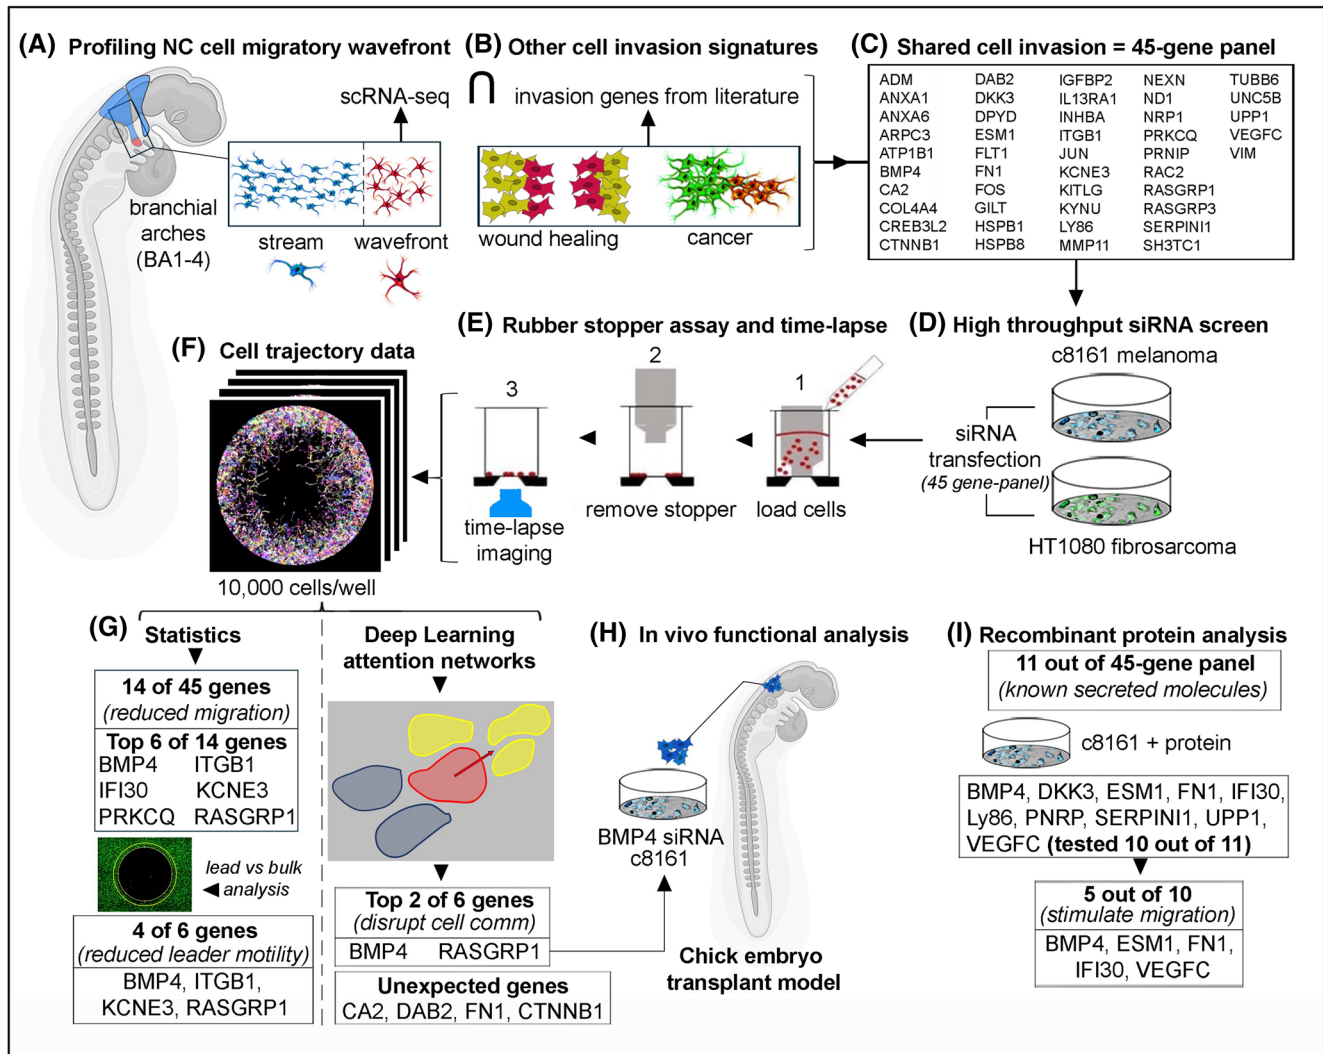 (A) Profiling NC cell migratory wavefront
scRNA-seq
branchial
arches
(BA1-4)
stream
wavefront
(B) Other cell invasion signatures
∩ invasion genes from literature
wound healing
cancer
(C) Shared cell invasion = 45-gene panel
ADM DAB2 IGFBP2 NEXN TUBB6
ANXA1 DKK3 IL13RA1 ND1 UNC5B
ANXA6 DPYD INHBA NRP1 UPP1
ARPC3 ESM1 ITGB1 PRKCQ VEGFC
ATP1B1 FLT1 JUN PRNIP VIM
BMP4 FN1 KCNE3 RAC2
CA2 FOS KITLG RASGRP1
COL4A4 GILT KYNU RASGRP3
CREB3L2 HSPB1 LY86 SERPINI1
CTNNB1 HSPB8 MMP11 SH3TC1
(D) High throughput siRNA screen
c8161 melanoma
siRNA
transfection
(45 gene-panel)
HT1080 fibrosarcoma
(E) Rubber stopper assay and time-lapse
1
load cells
2
remove stopper
3
time-lapse
imaging
(F) Cell trajectory data
10,000 cells/well
(G) Statistics
14 of 45 genes
(reduced migration)
Top 6 of 14 genes
BMP4 ITGB1
IFI30 KCNE3
PRKCQ RASGRP1
lead vs bulk
analysis
4 of 6 genes
(reduced leader motility)
BMP4, ITGB1,
KCNE3, RASGRP1
Deep Learning
attention networks
Top 2 of 6 genes
(disrupt cell comm)
BMP4 RASGRP1
Unexpected genes
CA2, DAB2, FN1, CTNNB1
(H) In vivo functional analysis
BMP4 siRNA
c8161
Chick embryo
transplant model
(I) Recombinant protein analysis
11 out of 45-gene panel
(known secreted molecules)
c8161 + protein
BMP4, DKK3, ESM1, FN1, IFI30,
Ly86, PNRP, SERPINI1, UPP1,
VEGFC (tested 10 out of 11)
5 out of 10
(stimulate migration)
BMP4, ESM1, FN1,
IFI30, VEGFC